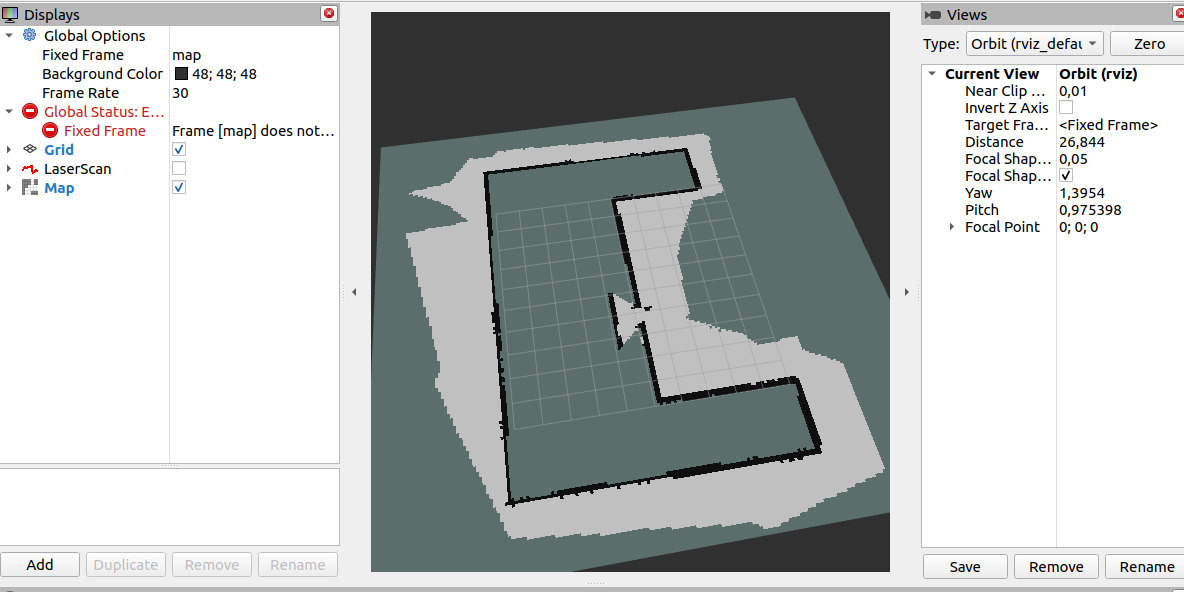 Displays
Global Options
Fixed Frame map
Background Color 48; 48; 48
Frame Rate 30
Global Status: E...
Fixed Frame Frame [map] does not...
Grid
LaserScan
Map
Add Duplicate Remove Rename
Views
Type: Orbit (rviz_defau Zero
Current View Orbit (rviz)
Near Clip ... 0,01
Invert Z Axis
Target Fra... <Fixed Frame>
Distance 26,844
Focal Shap... 0,05
Focal Shap...
Yaw 1,3954
Pitch 0,975398
Focal Point 0; 0; 0
Save Remove Rename